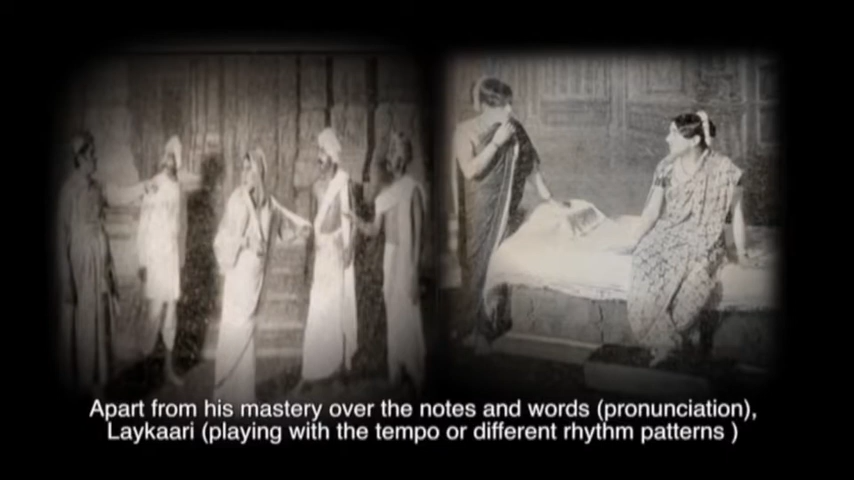 Apart from his mastery over the notes and words (pronunciation),
Laykaari (playing with the tempo or different rhythm patterns )